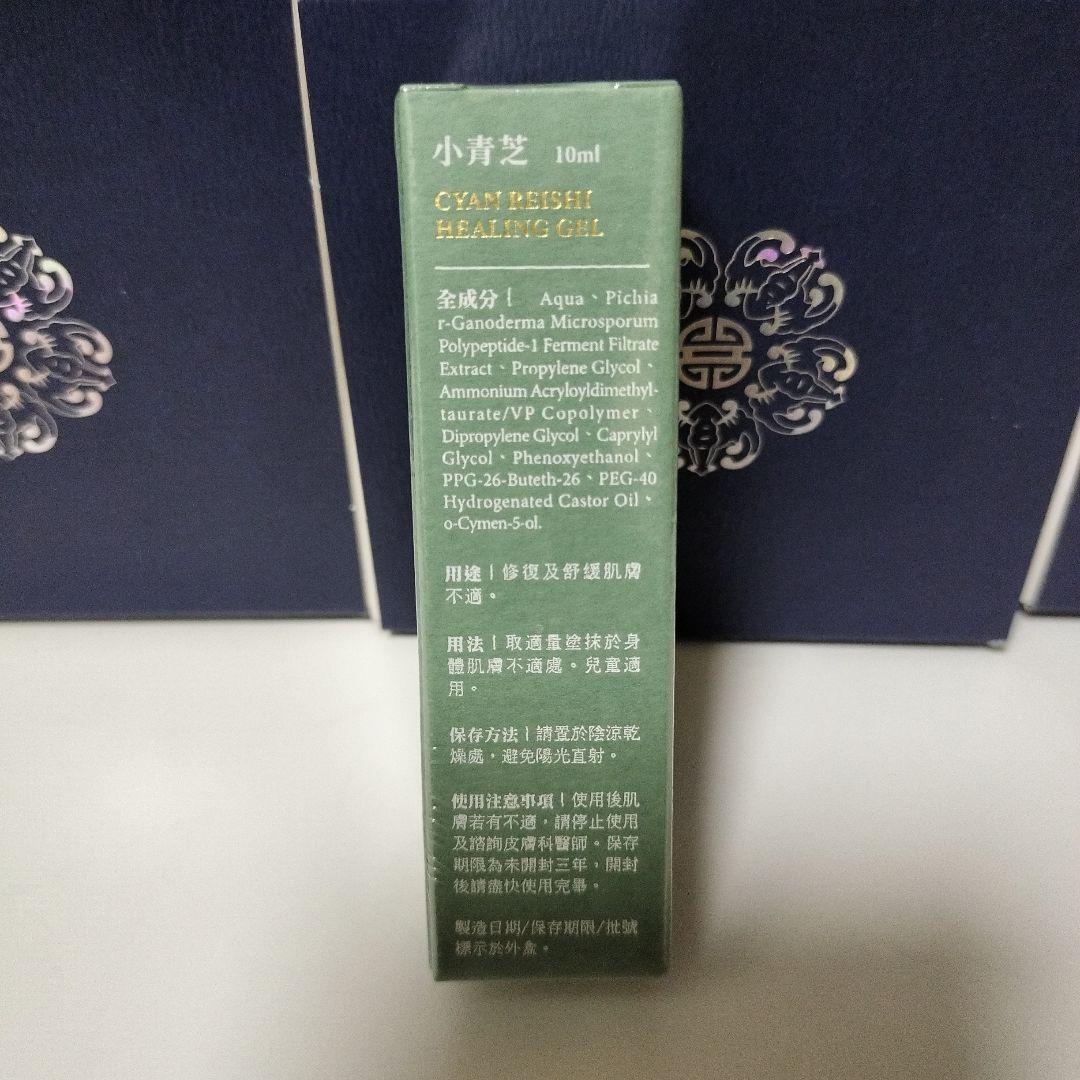 小青芝 10ml
CYAN REISHI
HEALING GEL
全成分| Aqua、Pichia
r-Ganoderma Microsporum
Polypeptide-1 Ferment Filtrate
Extract、Propylene Glycol、
Ammonium Acryloyldimethyl-
taurate/VP Copolymer、
Dipropylene Glycol、Caprylyl
Glycol、Phenoxyethanol、
PPG-26-Buteth-26、PEG-40
Hydrogenated Castor Oil、
o-Cymen-5-ol.
用途|修復及舒緩肌膚
不適。
用法|取適量塗抹於身
體肌膚不適處。兒童適
用。
保存方法|請置於陰涼乾
燥處,避免陽光直射。
使用注意事項|使用後肌
膚若有不適,請停止使用
及諮詢皮膚科醫師。保存
期限為未開封三年,開封
後請盡快使用完畢。
製造日期/保存期限/批號
標示於外盒。